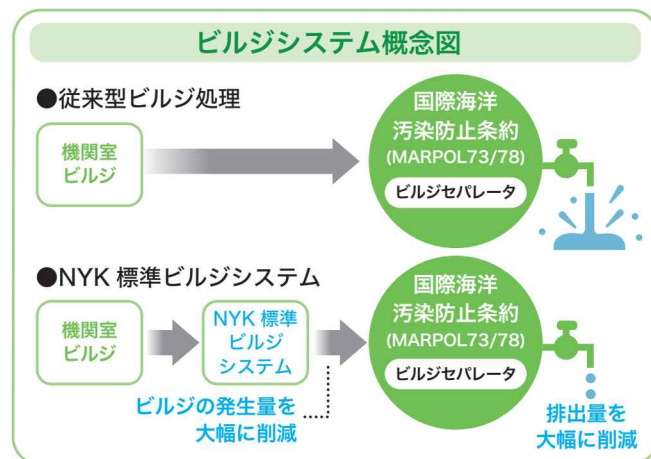 ビルジシステム概念図
●従来型ビルジ処理
機関室
ビルジ
国際海洋
汚染防止条約
(MARPOL73/78)
ビルジセパレータ
●NYK 標準ビルジシステム
機関室
ビルジ
NYK 標準
ビルジ
システム
国際海洋
汚染防止条約
(MARPOL73/78)
ビルジセパレータ
ビルジの発生量を
大幅に削減
排出量を
大幅に削減